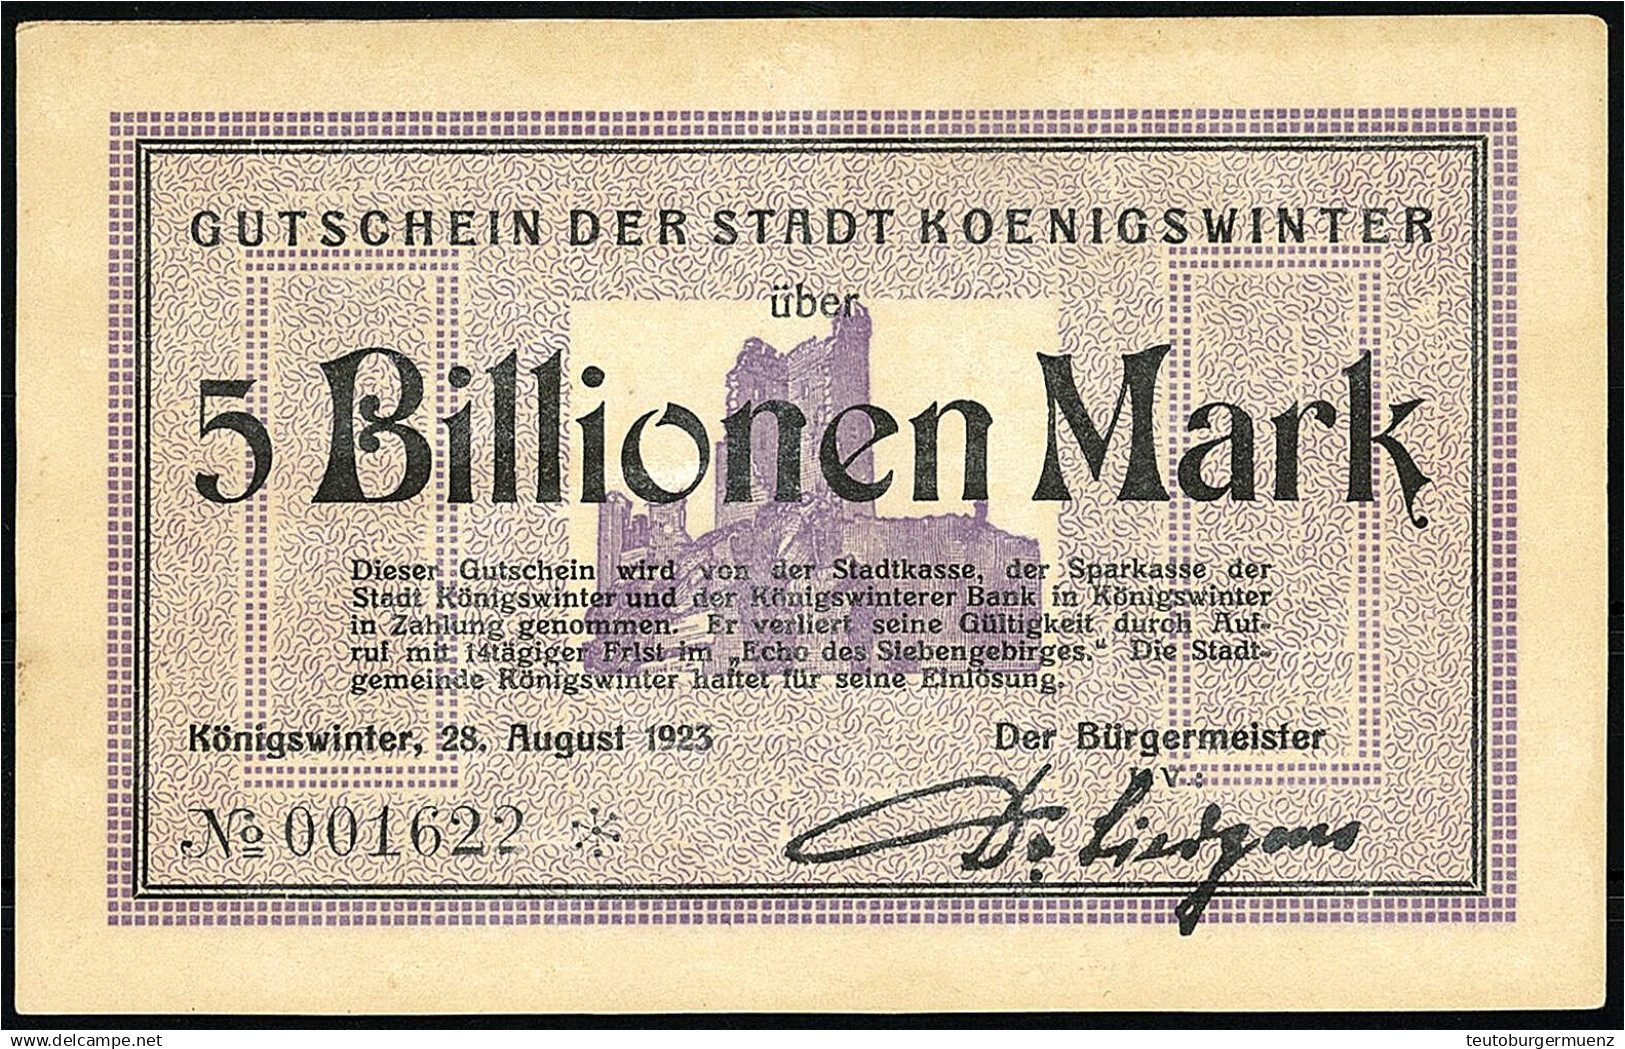 GUTSCHEIN DER STADT KOENIGSWINTER
über
5 Billionen Mark
Dieser Gutschein wird von der Stadtkasse, der Sparkasse der
Stadt Königswinter und der Königswinterer Bank in Königswinter
in Zahlung genommen. Er verliert seine Gültigkeit durch Auf-
ruf mit 14tägiger Frist im „Echo des Siebengebirges.“ Die Stadt-
gemeinde Königswinter haftet für seine Einlösung.
Königswinter, 28. August 1923
Der Bürgermeister
V.:
№ 001622
Dr.
delcampe.net
teutoburgermuenz